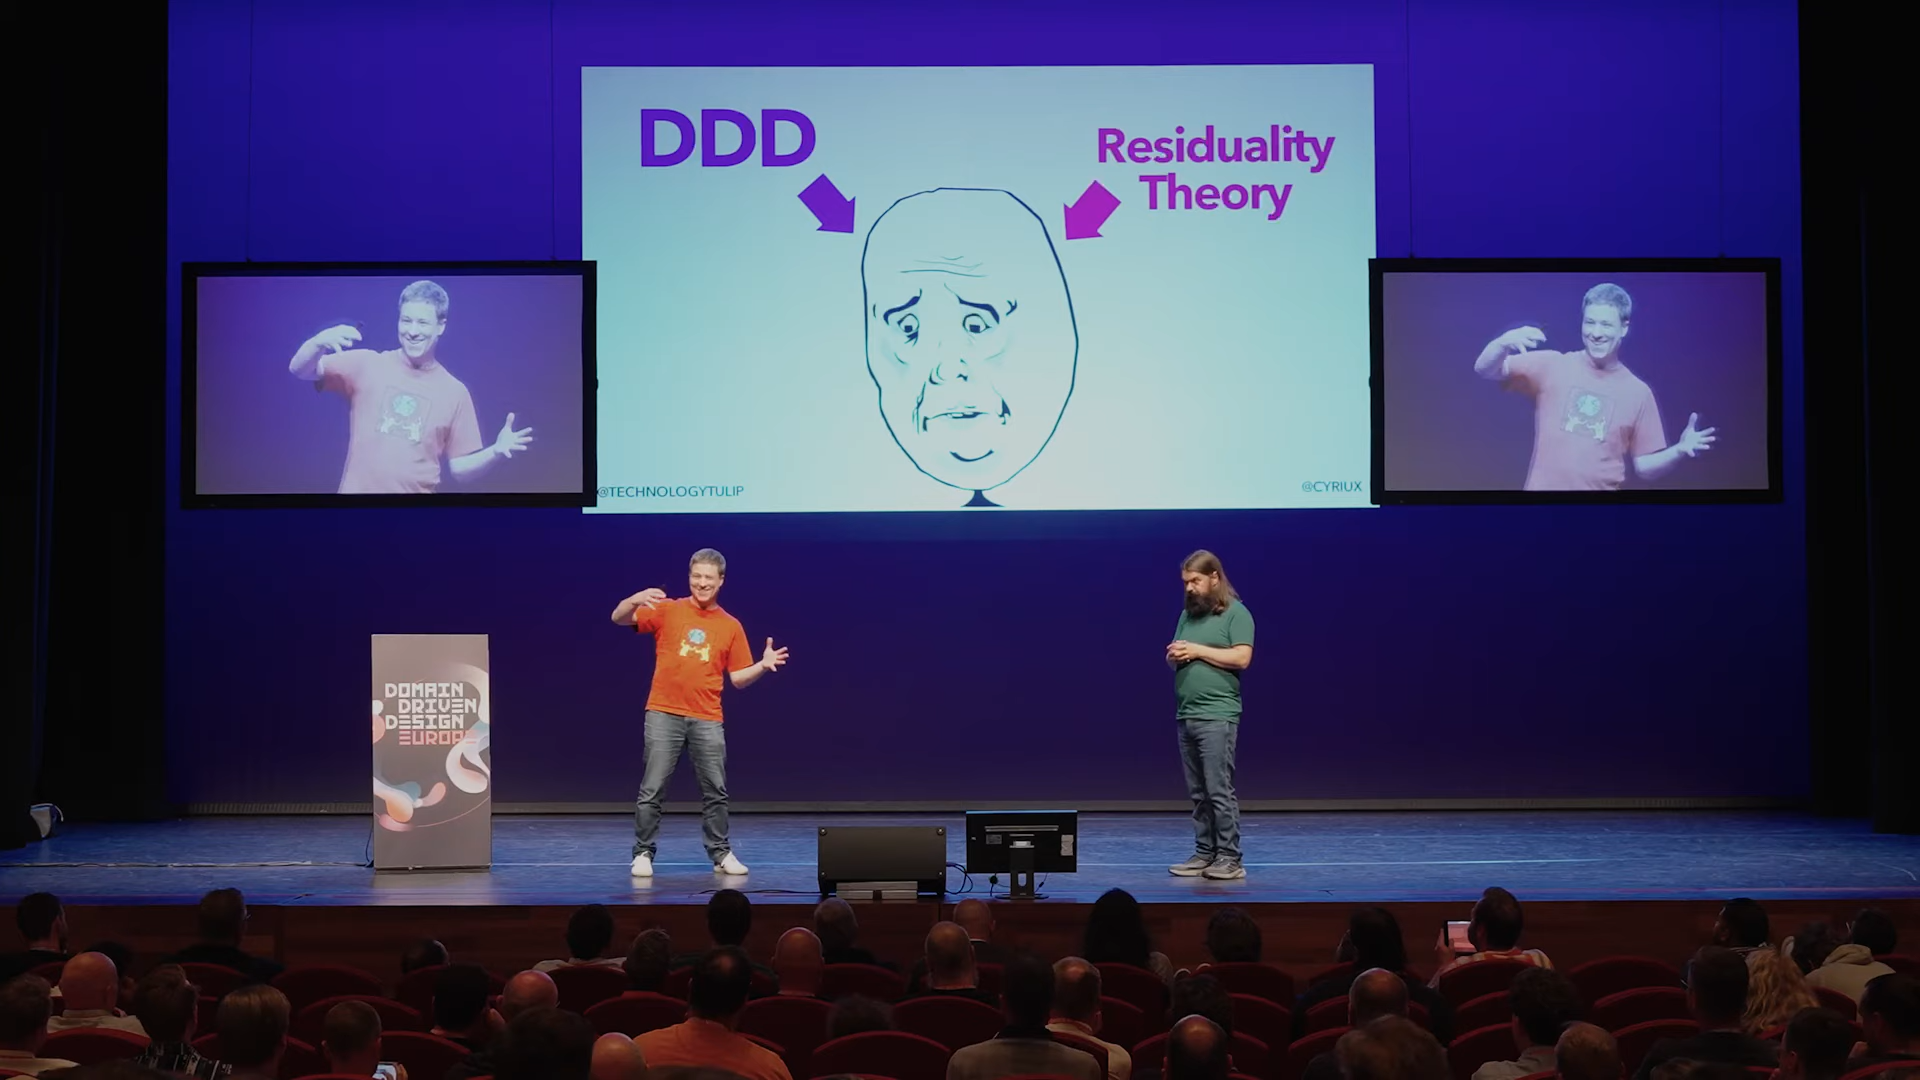 DDD
Residuality
Theory
@TECHNOLOGYTULIP
@CYRIUX
DOMAIN
DRIVEN
DESIGN
EUROPE